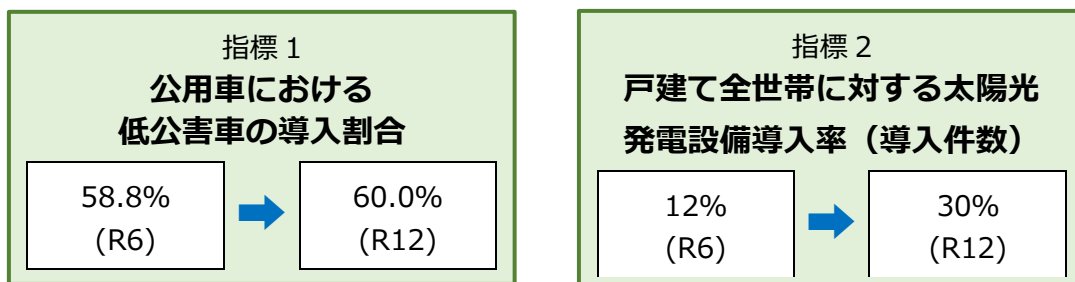 指標１
公用車における
低公害車の導入割合
58.8%
(R6)
60.0%
(R12)
指標２
戸建て全世帯に対する太陽光
発電設備導入率（導入件数）
12%
(R6)
30%
(R12)